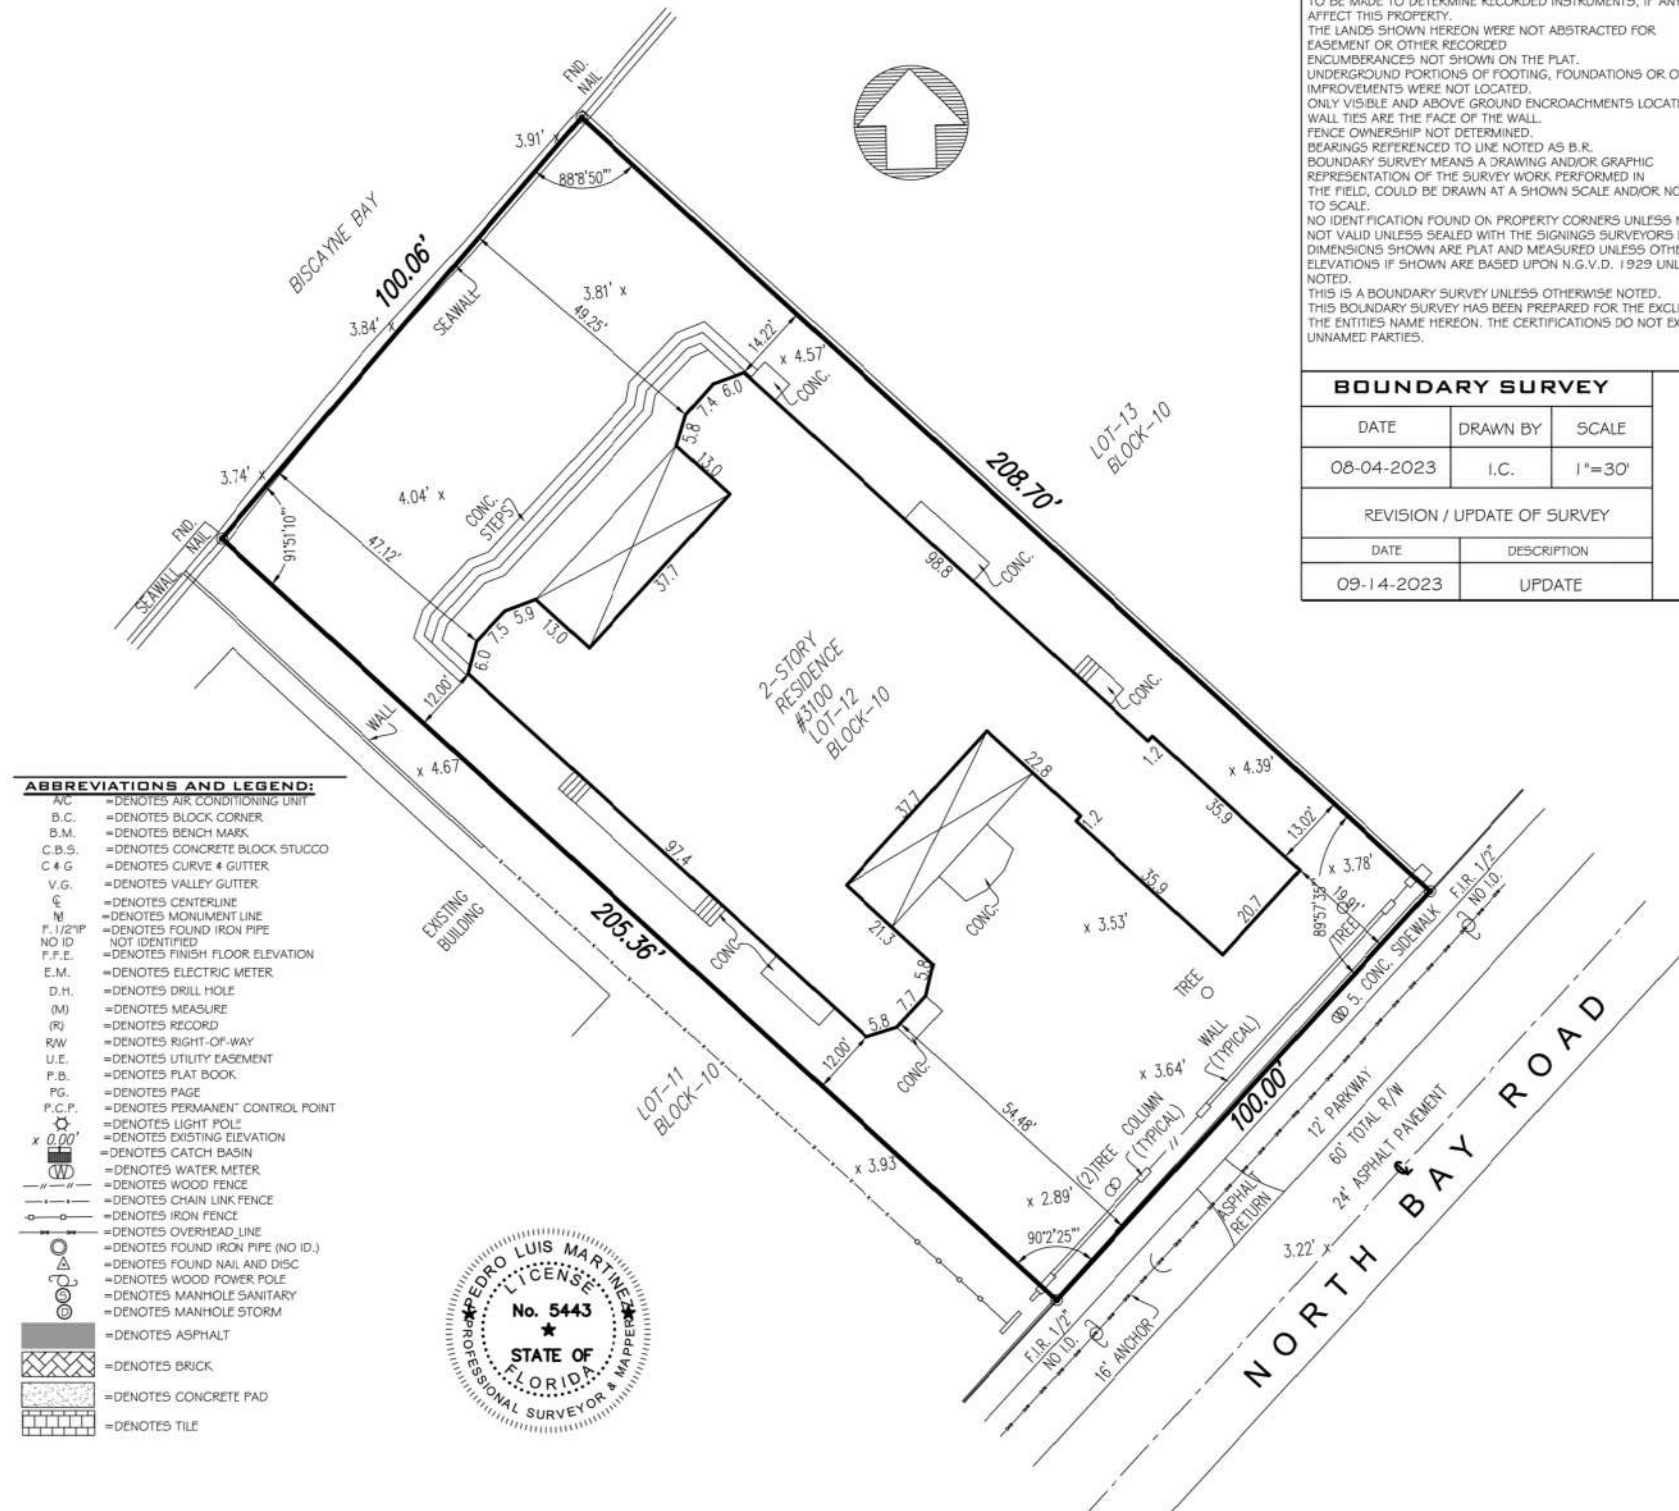 TO BE MADE TO DETERMINE RECORDED INSTRUMENTS, IF ANY
AFFECT THIS PROPERTY.
THE LANDS SHOWN HEREON WERE NOT ABSTRACTED FOR
EASEMENT OR OTHER RECORDED
ENCUMBERANCES NOT SHOWN ON THE PLAT.
UNDERGROUND PORTIONS OF FOOTING, FOUNDATIONS OR O
IMPROVEMENTS WERE NOT LOCATED.
ONLY VISIBLE AND ABOVE GROUND ENCROACHMENTS LOCAT
WALL TIES ARE THE FACE OF THE WALL.
FENCE OWNERSHIP NOT DETERMINED.
BEARINGS REFERENCED TO LINE NOTED AS B.R.
BOUNDARY SURVEY MEANS A DRAWING AND/OR GRAPHIC
REPRESENTATION OF THE SURVEY WORK PERFORMED IN
THE FIELD, COULD BE DRAWN AT A SHOWN SCALE AND/OR NO
TO SCALE.
NO IDENTIFICATION FOUND ON PROPERTY CORNERS UNLESS
NOT VALID UNLESS SEALED WITH THE SIGNINGS SURVEYORS
DIMENSIONS SHOWN ARE PLAT AND MEASURED UNLESS OTHE
ELEVATIONS IF SHOWN ARE BASED UPON N.G.V.D. 1929 UNL
NOTED.
THIS IS A BOUNDARY SURVEY UNLESS OTHERWISE NOTED.
THIS BOUNDARY SURVEY HAS BEEN PREPARED FOR THE EXCL
THE ENTITIES NAME HEREON. THE CERTIFICATIONS DO NOT EX
UNNAMED PARTIES.
BOUNDARY SURVEY
DATE DRAWN BY SCALE
08-04-2023 I.C. 1"=30'
REVISION / UPDATE OF SURVEY
DATE DESCRIPTION
09-14-2023 UPDATE
FND.
NAIL
3.91'
88°8'50"
BISCAYNE BAY
100.06'
3.84' x
SEAWALL
3.81' x
49.25'
14.22'
x 4.57'
CONC.
6.0
7.4
5.8
13.0
LOT-13
BLOCK-10
208.70'
3.74' x
4.04' x
CONC.
STEPS
FND.
NAIL
91°51'10"
47.12'
SEAWALL
37.7
98.8
CONC.
5.9
7.5
6.0
13.0
12.00'
WALL
x 4.67
2-STORY
RESIDENCE
#3100
LOT-12
BLOCK-10
CONC.
1.2
x 4.39'
22.8
37.7
1.2
35.9
13.02'
x 3.78'
97.4
CONC.
35.9
20.7
89°57'35"
19.91'
TREE
F.I.R. 1/2"
NO I.D.
EXISTING
BUILDING
205.36'
CONC.
21.3
x 3.53'
5. CONC. SIDEWALK
TREE
5.8
7.7
5.8
12.00'
CONC.
WALL
(TYPICAL)
x 3.64'
LOT-11
BLOCK-10
54.48'
COLUMN
(TYPICAL)
(2)TREE
100.00'
12' PARKWAY
60' TOTAL R/W
24' ASPHALT PAVEMENT
x 3.93
x 2.89'
ASPHALT
RETURN
90°2'25"
3.22' x
F.I.R. 1/2"
NO I.D.
16' ANCHOR
NORTH BAY ROAD
ABBREVIATIONS AND LEGEND:
A/C =DENOTES AIR CONDITIONING UNIT
B.C. =DENOTES BLOCK CORNER
B.M. =DENOTES BENCH MARK
C.B.S. =DENOTES CONCRETE BLOCK STUCCO
C & G =DENOTES CURVE & GUTTER
V.G. =DENOTES VALLEY GUTTER
℄ =DENOTES CENTERLINE
=DENOTES MONUMENT LINE
F. 1/2"IP =DENOTES FOUND IRON PIPE
NO ID NOT IDENTIFIED
F.F.E. =DENOTES FINISH FLOOR ELEVATION
E.M. =DENOTES ELECTRIC METER
D.H. =DENOTES DRILL HOLE
(M) =DENOTES MEASURE
(R) =DENOTES RECORD
R/W =DENOTES RIGHT-OF-WAY
U.E. =DENOTES UTILITY EASEMENT
P.B. =DENOTES PLAT BOOK
PG. =DENOTES PAGE
P.C.P. =DENOTES PERMANENT CONTROL POINT
=DENOTES LIGHT POLE
x 0.00' =DENOTES EXISTING ELEVATION
=DENOTES CATCH BASIN
W =DENOTES WATER METER
=DENOTES WOOD FENCE
=DENOTES CHAIN LINK FENCE
=DENOTES IRON FENCE
=DENOTES OVERHEAD LINE
=DENOTES FOUND IRON PIPE (NO ID.)
=DENOTES FOUND NAIL AND DISC
=DENOTES WOOD POWER POLE
S =DENOTES MANHOLE SANITARY
D =DENOTES MANHOLE STORM
=DENOTES ASPHALT
=DENOTES BRICK
=DENOTES CONCRETE PAD
=DENOTES TILE
PEDRO LUIS MARTINEZ
LICENSE
No. 5443
STATE OF
FLORIDA
PROFESSIONAL SURVEYOR & MAPPER